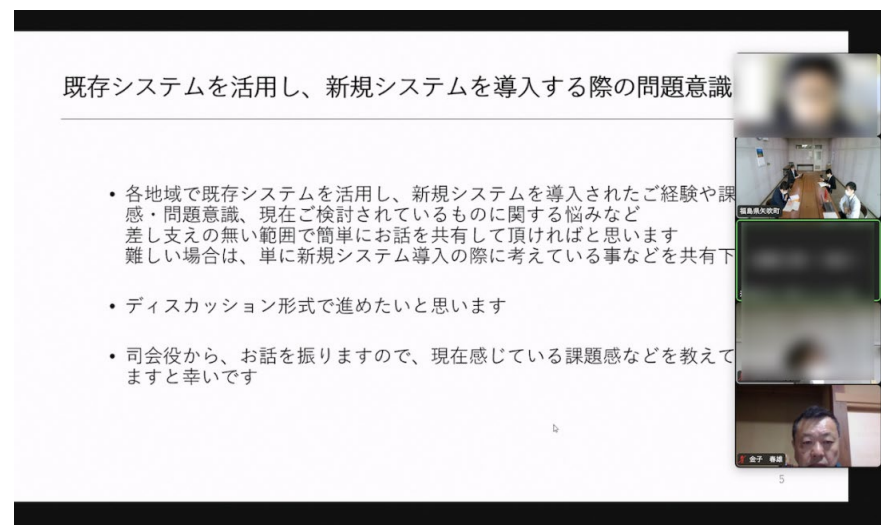 既存システムを活用し、新規システムを導入する際の問題意識
• 各地域で既存システムを活用し、新規システムを導入されたご経験や課
感・問題意識、現在ご検討されているものに関する悩みなど
差し支えの無い範囲で簡単にお話を共有して頂ければと思います
難しい場合は、単に新規システム導入の際に考えている事などを共有下
• ディスカッション形式で進めたいと思います
• 司会役から、お話を振りますので、現在感じている課題感などを教えて
ますと幸いです
福島県矢吹町
金子 春雄
5